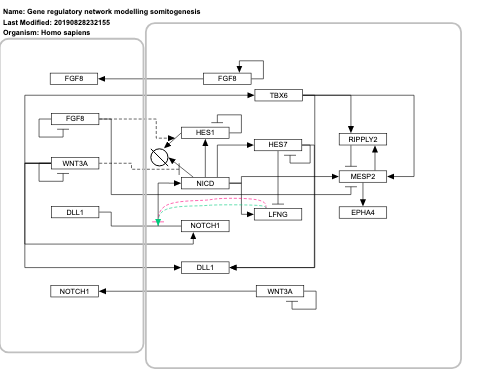 Name: Gene regulatory network modelling somitogenesis
Last Modified: 20190828232155
Organism: Homo sapiens
FGF8
FGF8
TBX6
FGF8
HES1
RIPPLY2
HES7
WNT3A
NICD
MESP2
DLL1
LFNG
EPHA4
NOTCH1
DLL1
NOTCH1
WNT3A